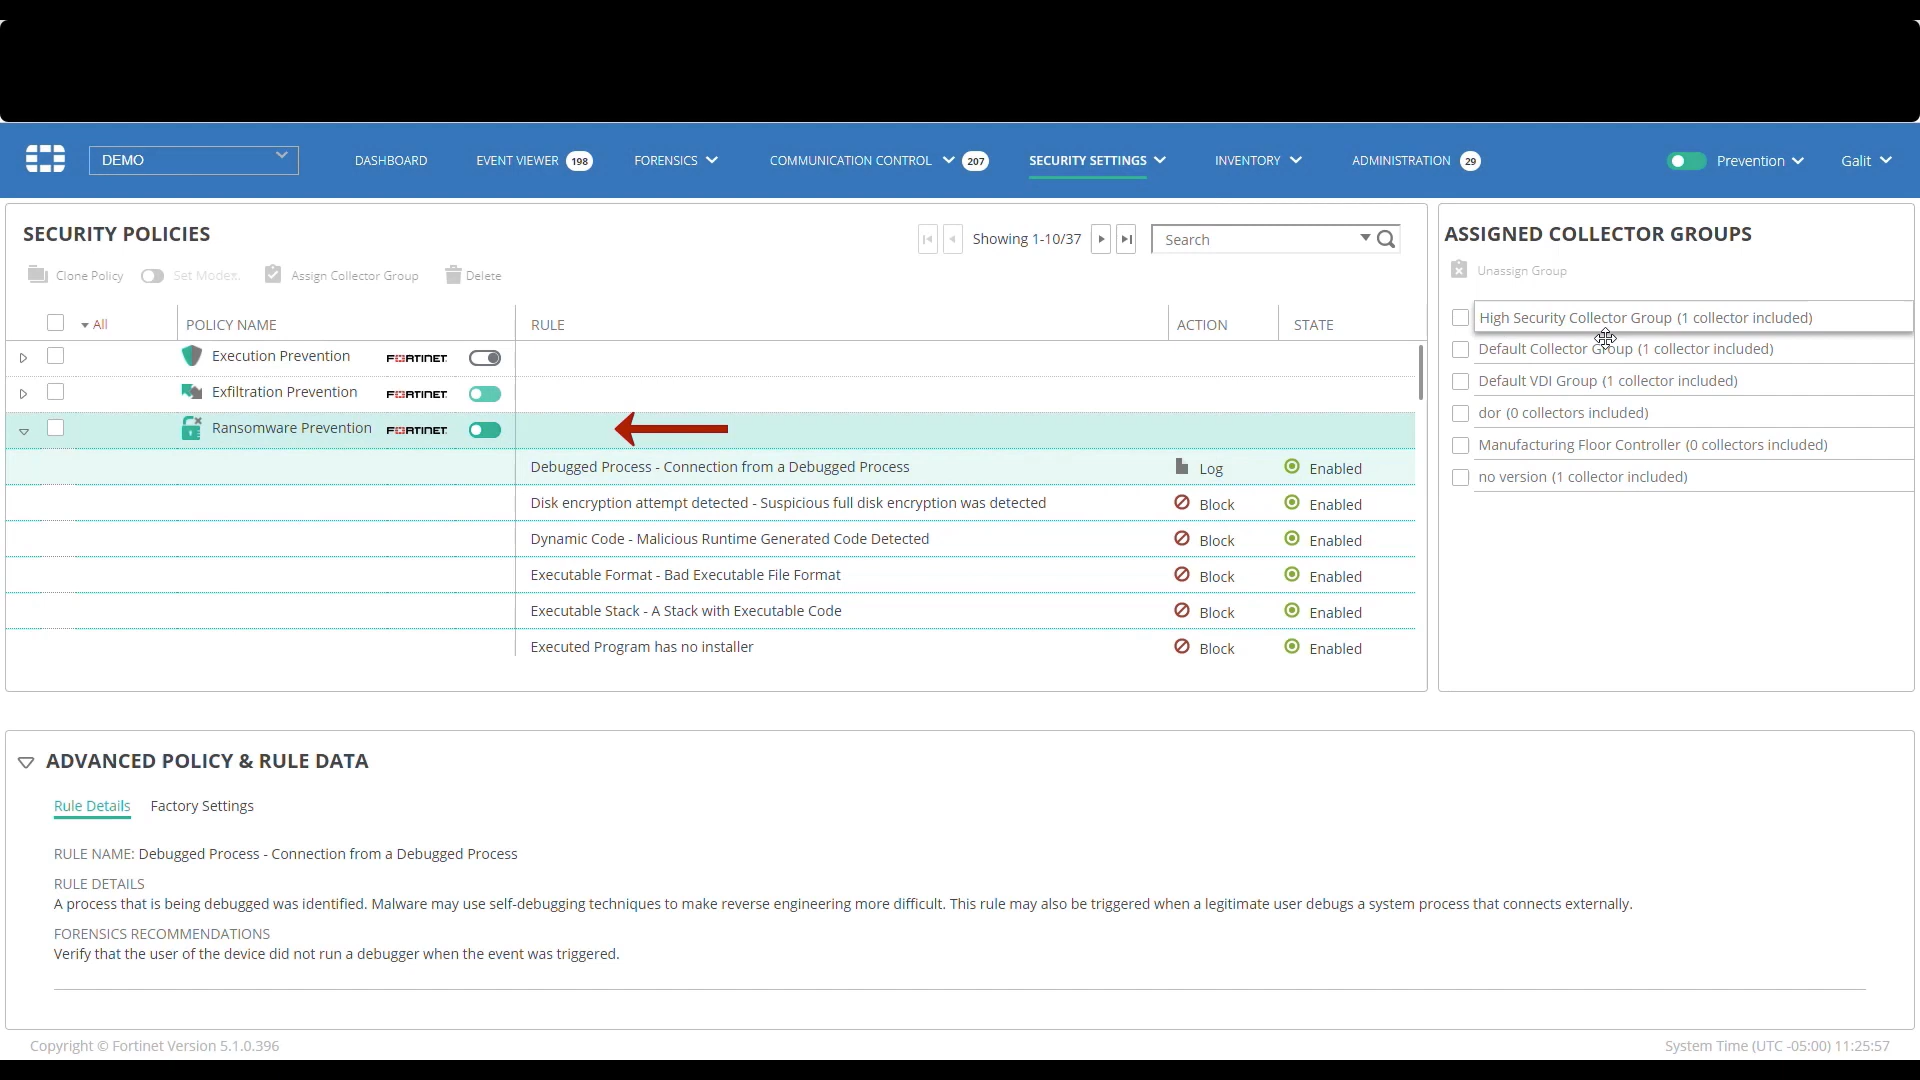 DEMO
DASHBOARD
EVENT VIEWER 198
FORENSICS
COMMUNICATION CONTROL 207
SECURITY SETTINGS
INVENTORY
ADMINISTRATION 29
Prevention
Galit
SECURITY POLICIES
Showing 1-10/37
Search
Clone Policy
Set Mode
Assign Collector Group
Delete
All
POLICY NAME
RULE
ACTION
STATE
Execution Prevention FORTINET
Exfiltration Prevention FORTINET
Ransomware Prevention FORTINET
Debugged Process - Connection from a Debugged Process Log Enabled
Disk encryption attempt detected - Suspicious full disk encryption was detected Block Enabled
Dynamic Code - Malicious Runtime Generated Code Detected Block Enabled
Executable Format - Bad Executable File Format Block Enabled
Executable Stack - A Stack with Executable Code Block Enabled
Executed Program has no installer Block Enabled
ASSIGNED COLLECTOR GROUPS
Unassign Group
High Security Collector Group (1 collector included)
Default Collector Group (1 collector included)
Default VDI Group (1 collector included)
dor (0 collectors included)
Manufacturing Floor Controller (0 collectors included)
no version (1 collector included)
ADVANCED POLICY & RULE DATA
Rule Details
Factory Settings
RULE NAME: Debugged Process - Connection from a Debugged Process
RULE DETAILS
A process that is being debugged was identified. Malware may use self-debugging techniques to make reverse engineering more difficult. This rule may also be triggered when a legitimate user debugs a system process that connects externally.
FORENSICS RECOMMENDATIONS
Verify that the user of the device did not run a debugger when the event was triggered.
Copyright © Fortinet Version 5.1.0.396
System Time (UTC -05:00) 11:25:57